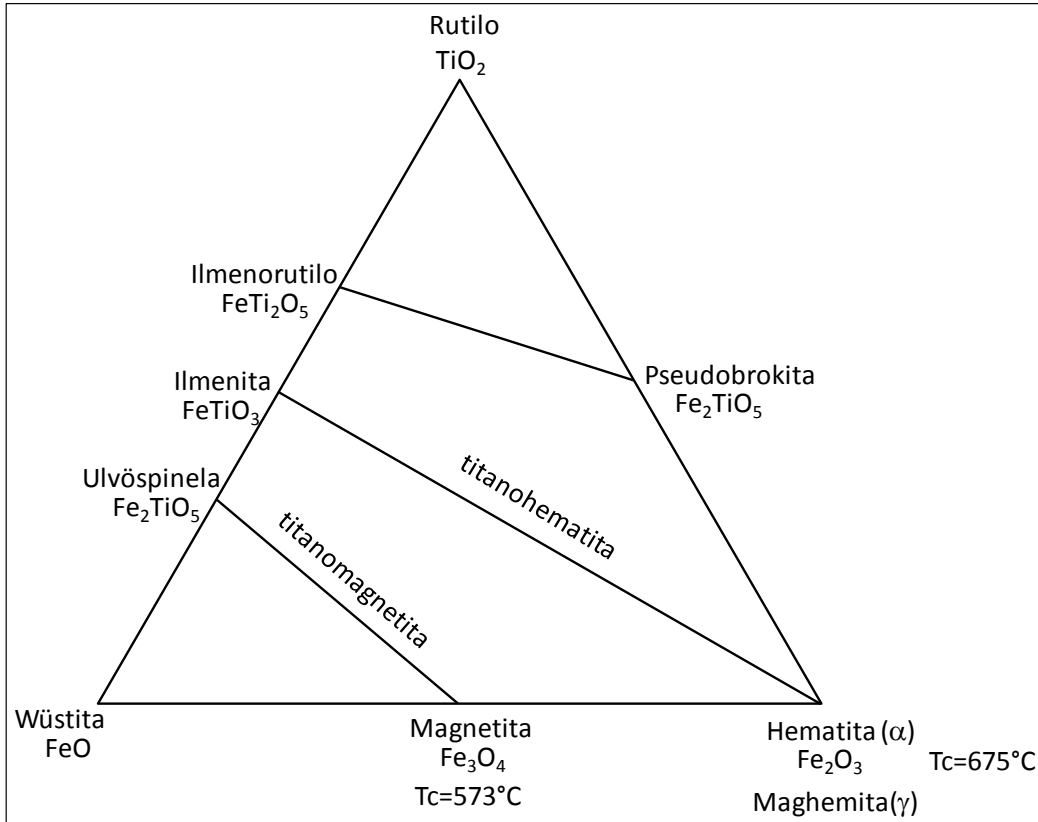 Rutilo
TiO₂
Ilmenorutilo
FeTi₂O₅
Ilmenita
FeTiO₃
Pseudobrokita
Fe₂TiO₅
Ulvöspinela
Fe₂TiO₅
titanohematita
titanomagnetita
Wüstita
FeO
Magnetita
Fe₃O₄
Tc=573°C
Hematita (α)
Fe₂O₃ Tc=675°C
Maghemita(γ)